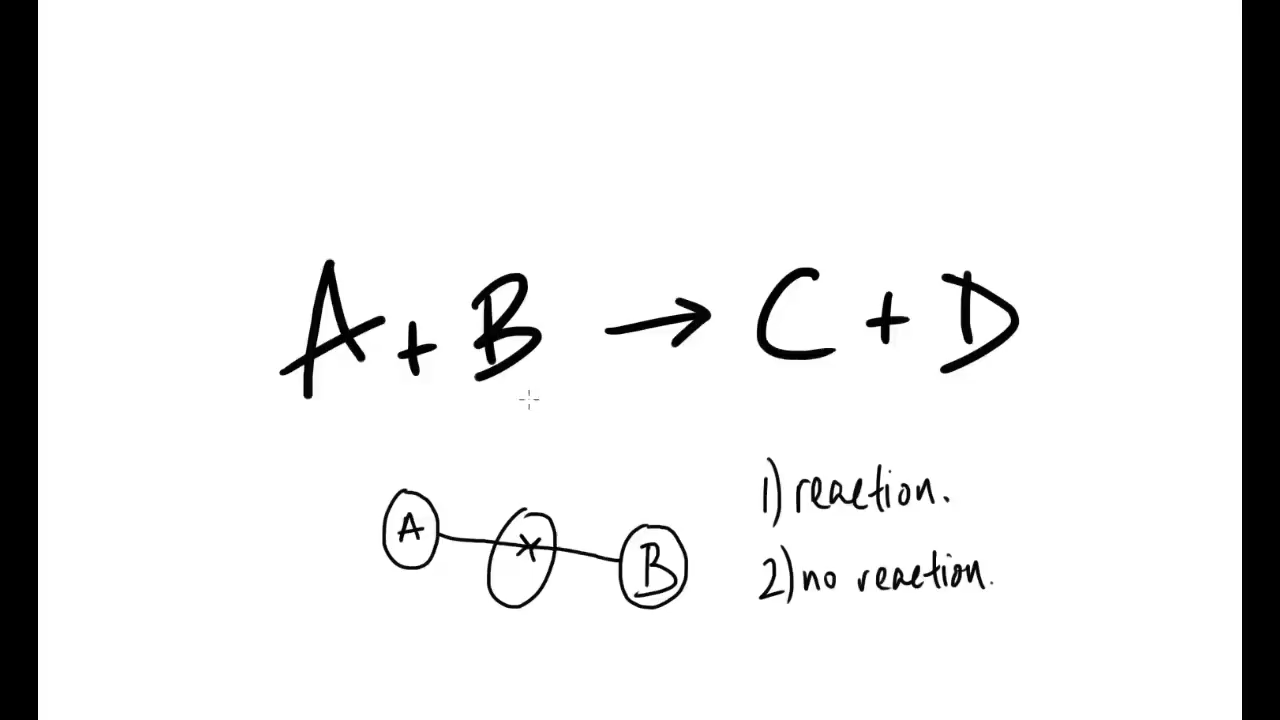 A + B → C + D
A x B
1) reaction.
2) no reaction.